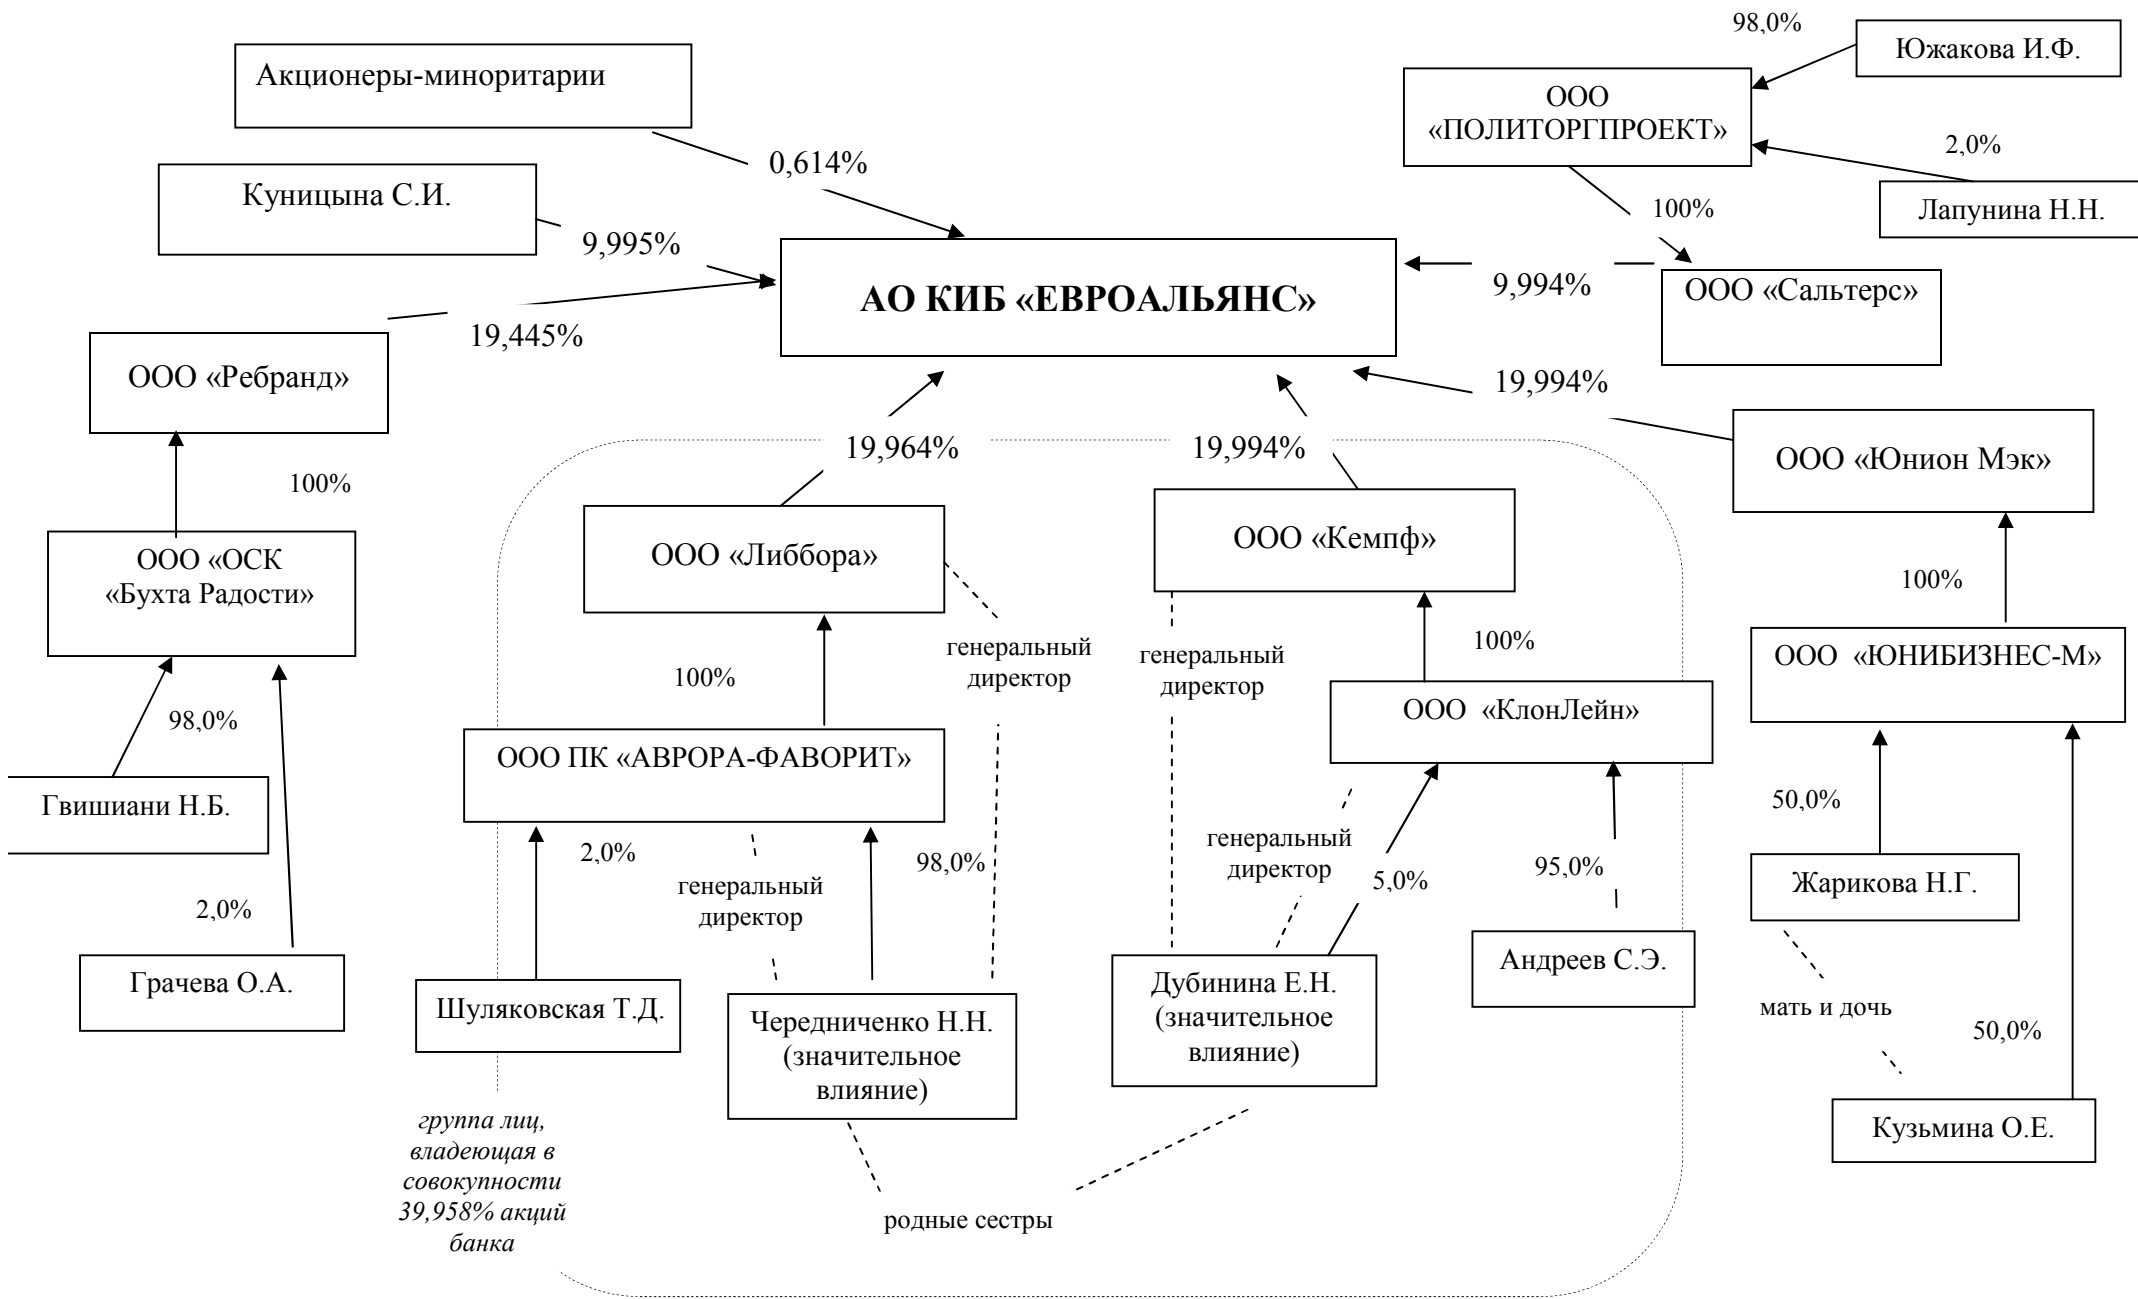 98,0%
Южакова И.Ф.
Акционеры-миноритарии
ООО
«ПОЛИТОРГПРОЕКТ»
2,0%
0,614%
Куницына С.И.
100%
Лапунина Н.Н.
9,995%
АО КИБ «ЕВРОАЛЬЯНС»
9,994%
ООО «Сальтерс»
19,445%
ООО «Ребранд»
19,994%
19,964%
19,994%
ООО «Юнион Мэк»
100%
ООО «ОСК
«Бухта Радости»
ООО «Либбора»
ООО «Кемпф»
100%
генеральный
директор
генеральный
директор
100%
ООО «ЮНИБИЗНЕС-М»
100%
ООО «КлонЛейн»
98,0%
ООО ПК «АВРОРА-ФАВОРИТ»
Гвишиани Н.Б.
50,0%
2,0%
генеральный
директор
98,0%
генеральный
директор
5,0%
95,0%
Жарикова Н.Г.
2,0%
Грачева О.А.
Шуляковская Т.Д.
Чередниченко Н.Н.
(значительное
влияние)
Дубинина Е.Н.
(значительное
влияние)
Андреев С.Э.
мать и дочь
50,0%
группа лиц,
владеющая в
совокупности
39,958% акций
банка
Кузьмина О.Е.
родные сестры